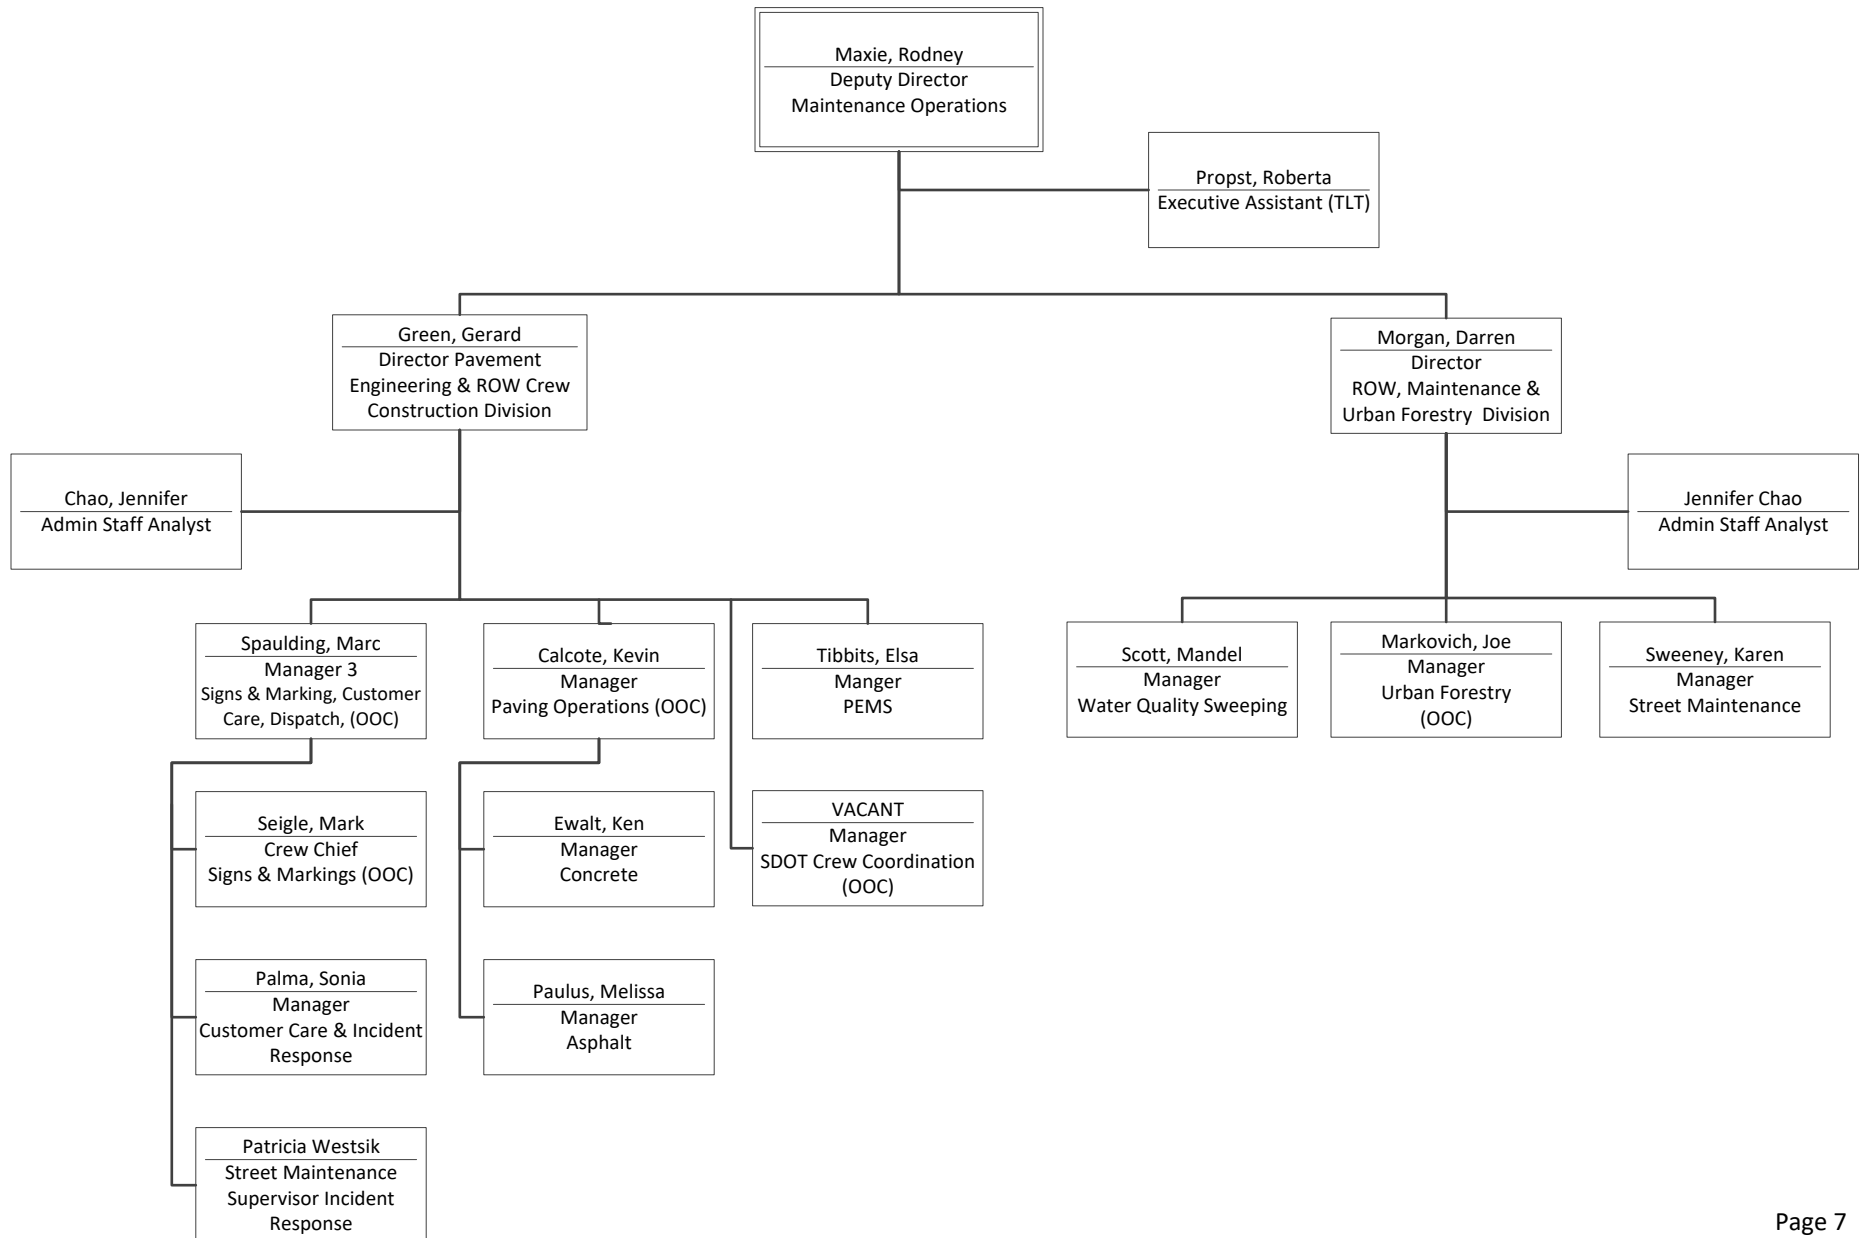 Maxie, Rodney
Deputy Director
Maintenance Operations
Propst, Roberta
Executive Assistant (TLT)
Green, Gerard
Director Pavement
Engineering & ROW Crew
Construction Division
Morgan, Darren
Director
ROW, Maintenance &
Urban Forestry  Division
Chao, Jennifer
Admin Staff Analyst
Jennifer Chao
Admin Staff Analyst
Spaulding, Marc
Manager 3
Signs & Marking, Customer
Care, Dispatch, (OOC)
Calcote, Kevin
Manager
Paving Operations (OOC)
Tibbits, Elsa
Manger
PEMS
Scott, Mandel
Manager
Water Quality Sweeping
Markovich, Joe
Manager
Urban Forestry
(OOC)
Sweeney, Karen
Manager
Street Maintenance
Seigle, Mark
Crew Chief
Signs & Markings (OOC)
Ewalt, Ken
Manager
Concrete
VACANT
Manager
SDOT Crew Coordination
(OOC)
Palma, Sonia
Manager
Customer Care & Incident
Response
Paulus, Melissa
Manager
Asphalt
Patricia Westsik
Street Maintenance
Supervisor Incident
Response
Page 7